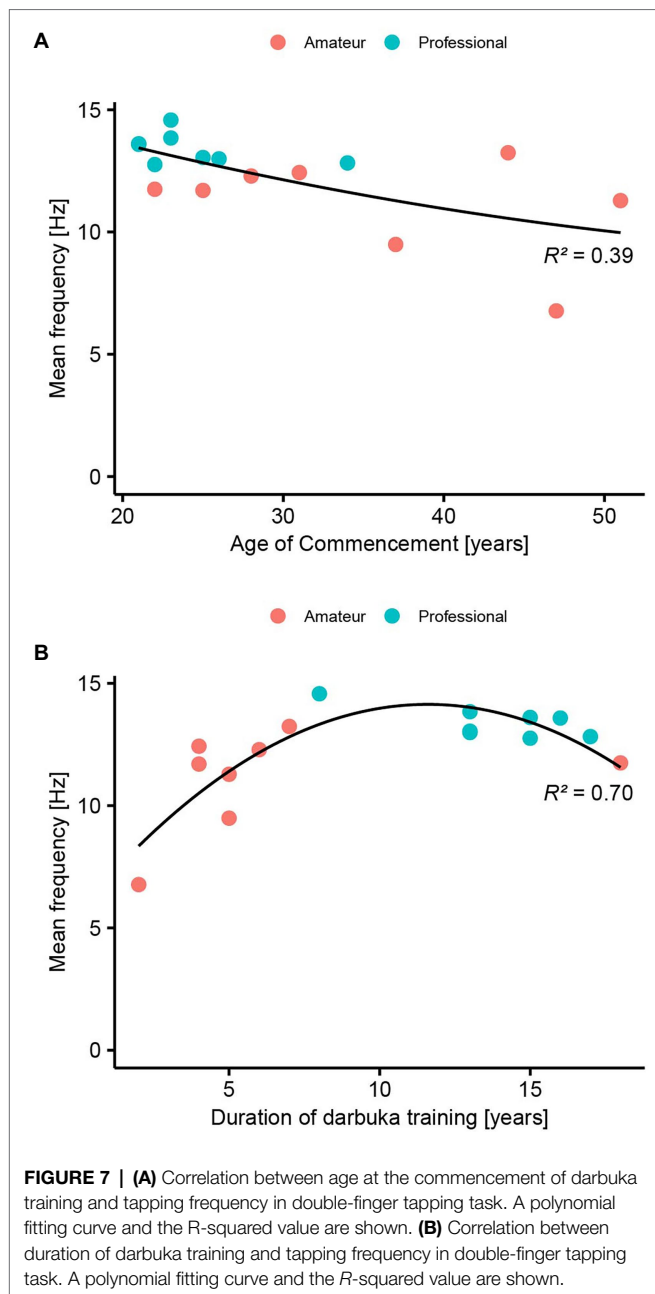 A
Amateur Professional
15
10
5
0
Mean frequency [Hz]
R² = 0.39
20 30 40 50
Age of Commencement [years]
Amateur Professional
B
15
10
5
0
Mean frequency [Hz]
R² = 0.70
5 10 15
Duration of darbuka training [years]
FIGURE 7 | (A) Correlation between age at the commencement of darbuka
training and tapping frequency in double-finger tapping task. A polynomial
fitting curve and the R-squared value are shown. (B) Correlation between
duration of darbuka training and tapping frequency in double-finger tapping
task. A polynomial fitting curve and the R-squared value are shown.